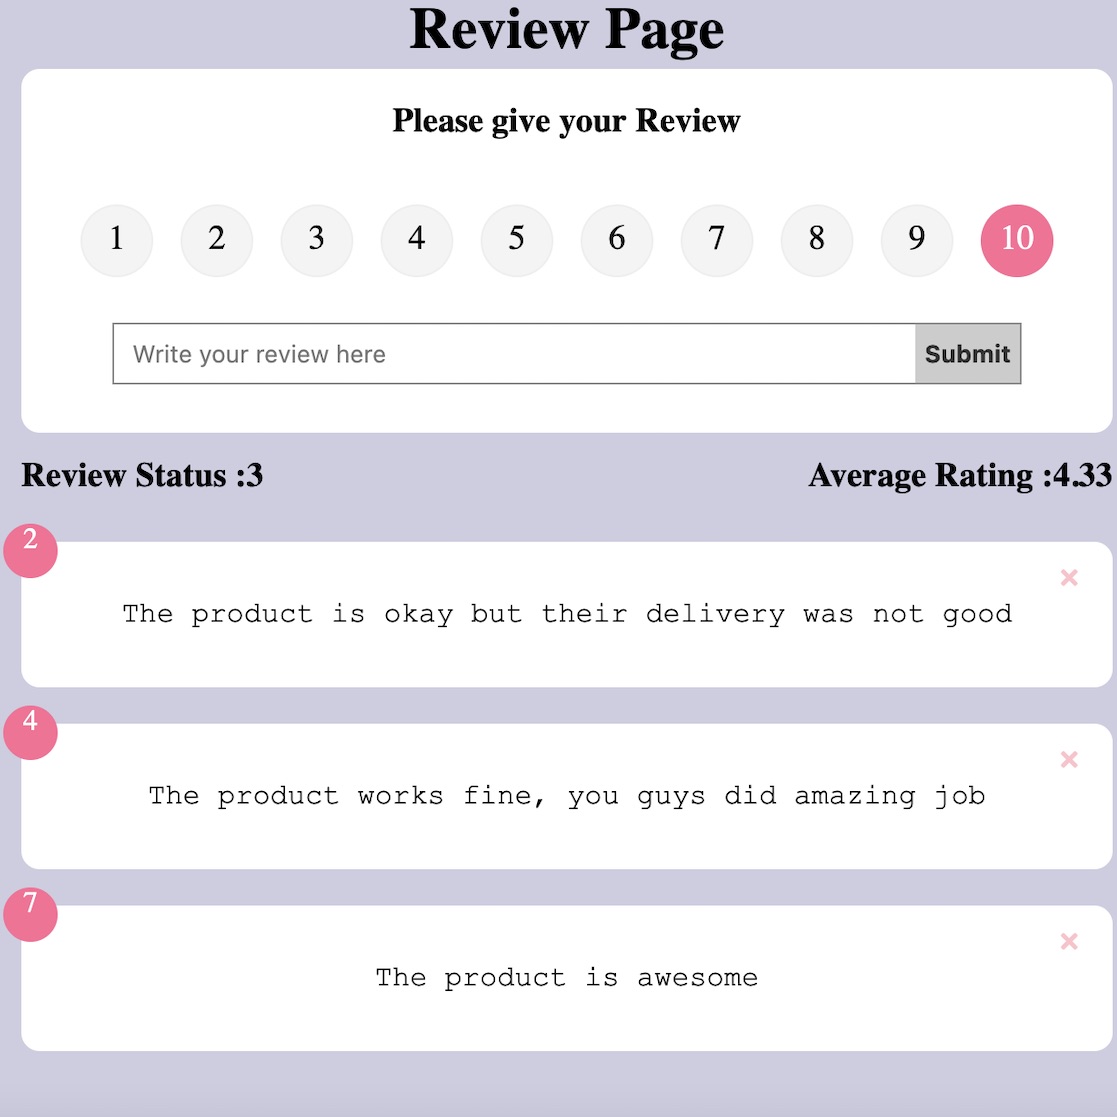 Review Page
Please give your Review
1 2 3 4 5 6 7 8 9 10
Write your review here Submit
Review Status :3 Average Rating :4.33
2
The product is okay but their delivery was not good
4
The product works fine, you guys did amazing job
7
The product is awesome